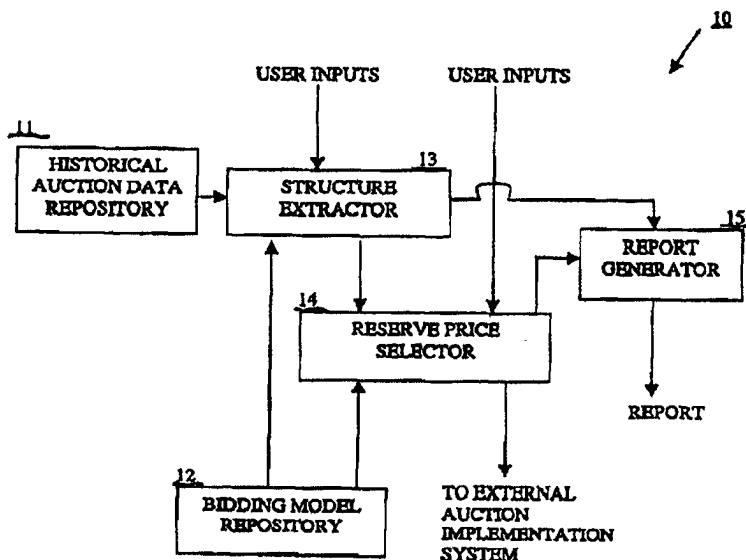 10
USER INPUTS
USER INPUTS
11
HISTORICAL
AUCTION DATA
REPOSITORY
13
STRUCTURE
EXTRACTOR
15
REPORT
GENERATOR
14
RESERVE PRICE
SELECTOR
REPORT
12
BIDDING MODEL
REPOSITORY
TO EXTERNAL
AUCTION
IMPLEMENTATION
SYSTEM